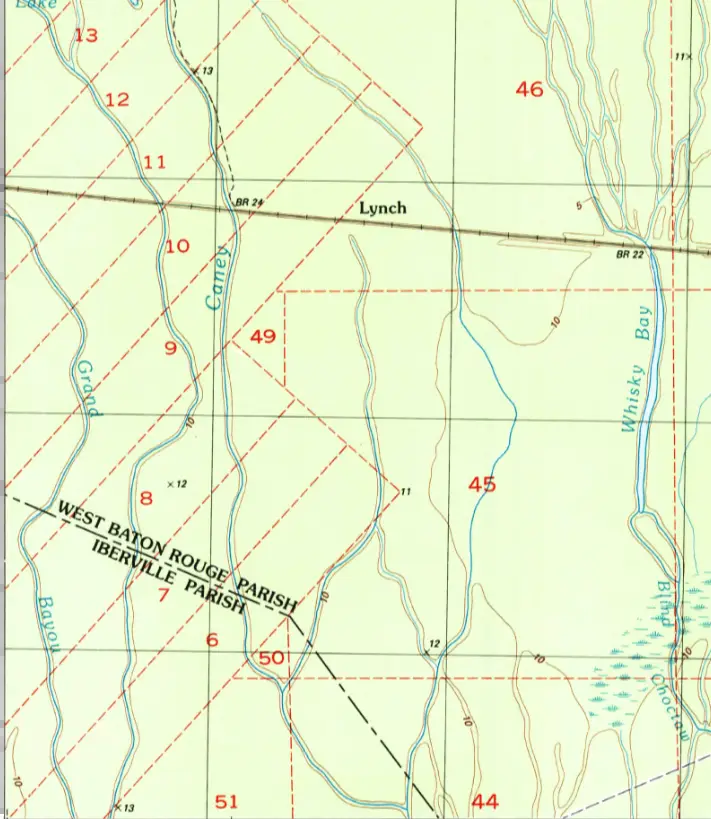 Lake
13
11
13
46
12
11
5
BR 24
Lynch
10
BR 22
Caney
Whisky Bay
10
49
9
Grand
10
45
8
12
11
WEST BATON ROUGE PARISH
IBERVILLE PARISH
7
10
Bayou
Blind
6
12
50
10
10
Choctaw
10
10
13
51
44